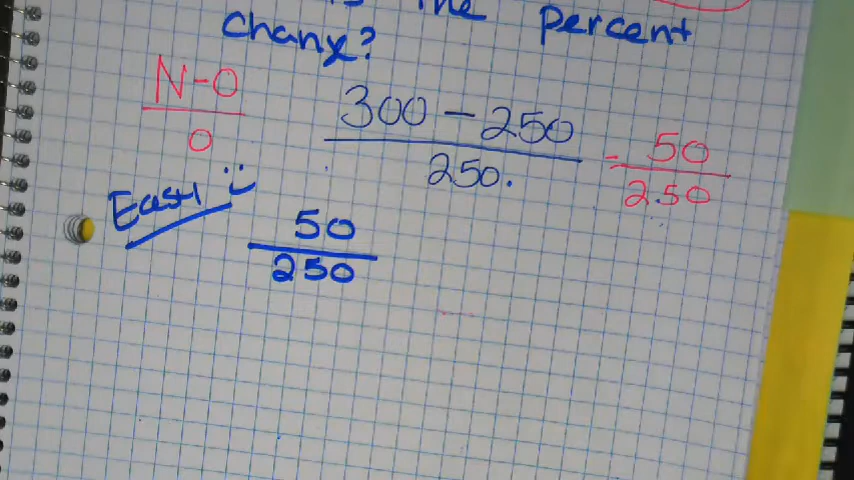 the percent
change?
N-O
O
300 - 250
250.
= 50
250
Easy
50
250